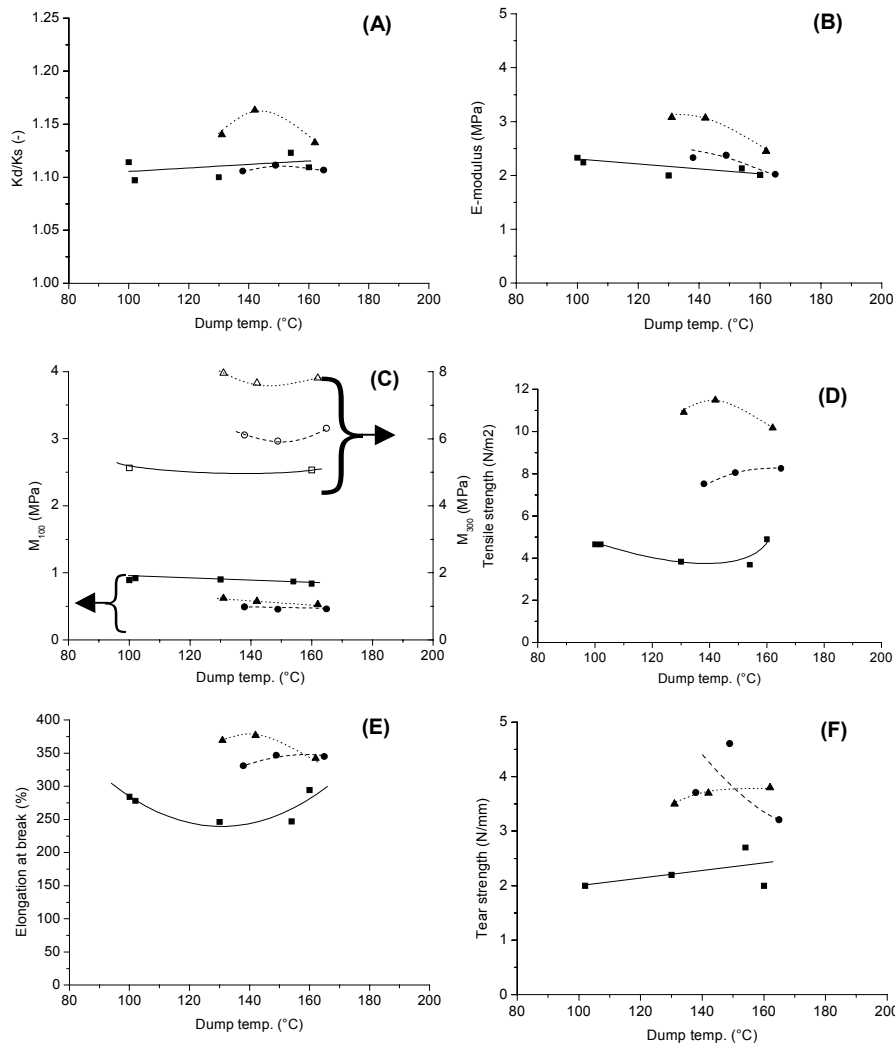 (A)
1.25
1.20
1.15
1.10
1.05
1.00
Kd/Ks (-)
80 100 120 140 160 180 200
Dump temp. (°C)
(B)
5
4
3
2
1
0
E-modulus (MPa)
80 100 120 140 160 180 200
Dump temp. (°C)
(C)
4
3
2
1
0
M100 (MPa)
8
6
4
2
0
M300 (MPa)
80 100 120 140 160 180 200
Dump temp. (°C)
(D)
12
10
8
6
4
2
0
Tensile strength (N/m2)
80 100 120 140 160 180 200
Dump temp. (°C)
(E)
400
350
300
250
200
150
100
50
0
Elongation at break (%)
80 100 120 140 160 180 200
Dump temp. (°C)
(F)
5
4
3
2
1
0
Tear strength (N/mm)
80 100 120 140 160 180 200
Dump temp. (°C)